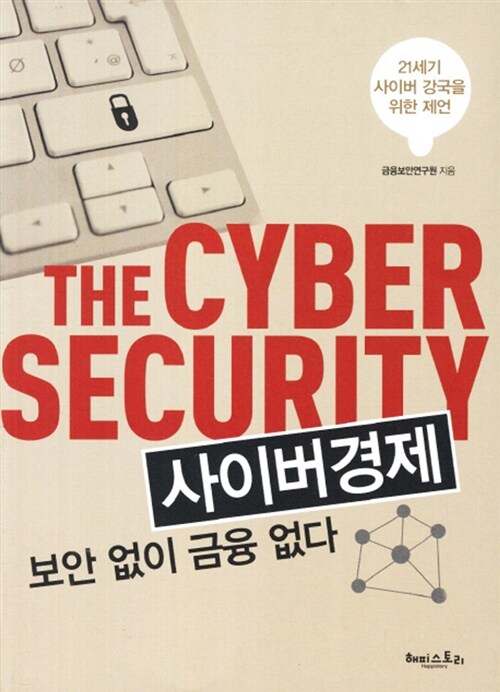 21세기
사이버 강국을
위한 제언
금융보안연구원 지음
THE CYBER
SECURITY
사이버경제
보안 없이 금융 없다
해피스토리
Happistory